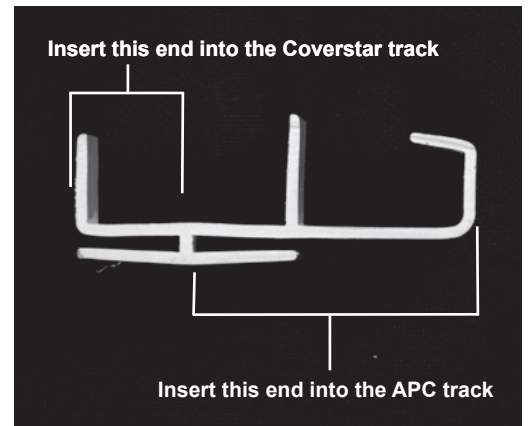 Insert this end into the Coverstar track
Insert this end into the APC track